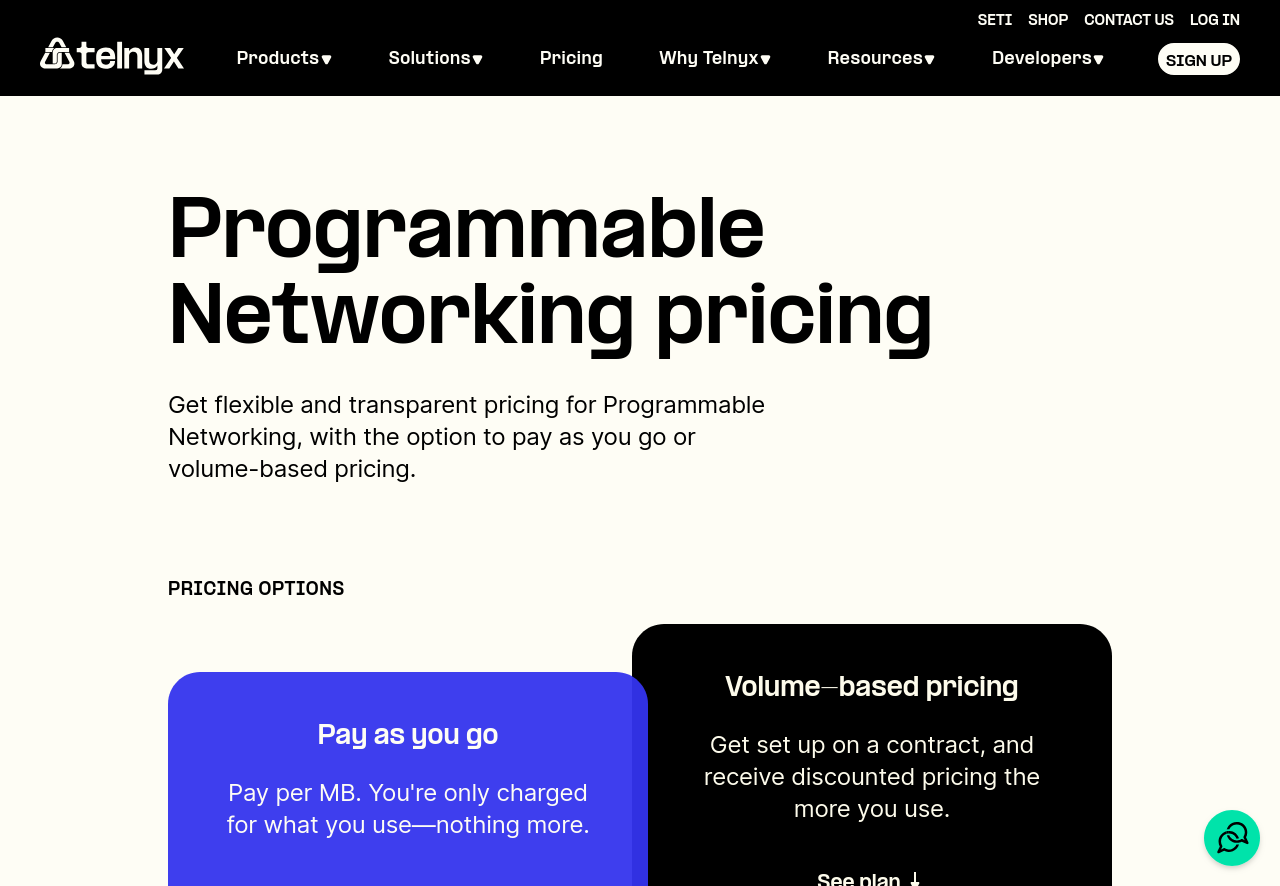 SETI SHOP CONTACT US LOG IN
telnyx Products Solutions Pricing Why Telnyx Resources Developers SIGN UP
Programmable
Networking pricing
Get flexible and transparent pricing for Programmable
Networking, with the option to pay as you go or
volume-based pricing.
PRICING OPTIONS
Pay as you go
Pay per MB. You're only charged
for what you use—nothing more.
Volume-based pricing
Get set up on a contract, and
receive discounted pricing the
more you use.
See plan